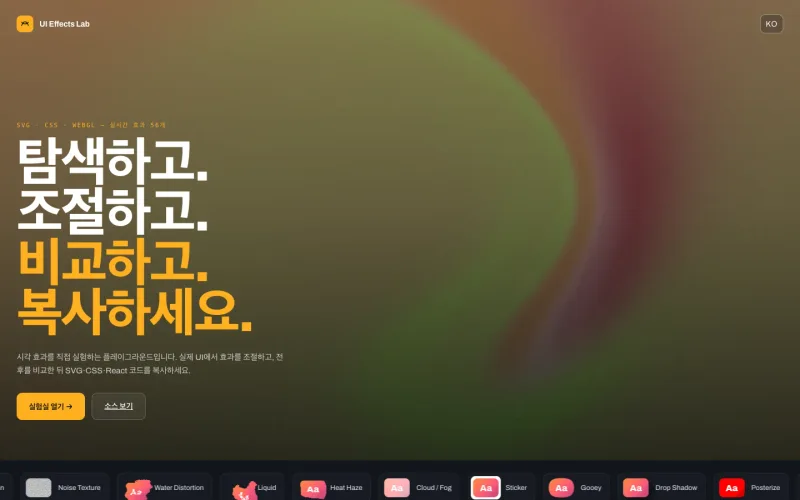 UI Effects Lab
KO
SVG · CSS · WEBGL — 실시간 효과 56개
탐색하고.
조절하고.
비교하고.
복사하세요.
시각 효과를 직접 실험하는 플레이그라운드입니다. 실제 UI에서 효과를 조절하고, 전
후를 비교한 뒤 SVG·CSS·React 코드를 복사하세요.
실험실 열기 →
소스 보기
Noise Texture
Aa Water Distortion
Liquid
Aa Heat Haze
Aa Cloud / Fog
Aa Sticker
Aa Gooey
Aa Drop Shadow
Aa Posterize